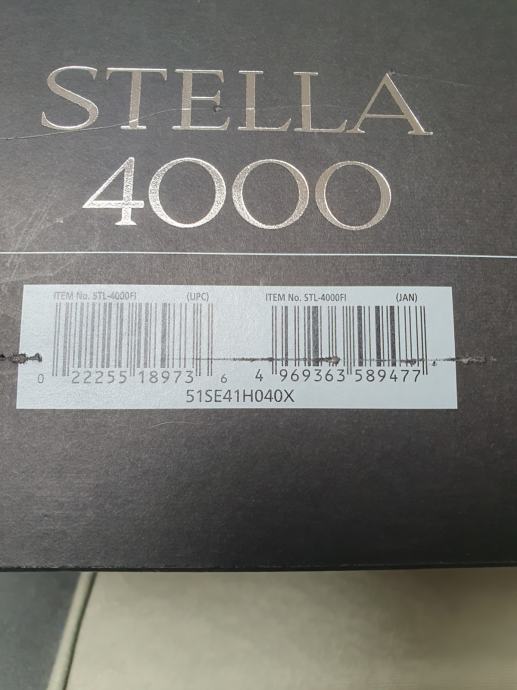 STELLA
4000
ITEM No. STL-4000FI (UPC)
ITEM No. STL-4000FI (JAN)
0 22255 18973 6
4 969363 589477
51SE41H040X